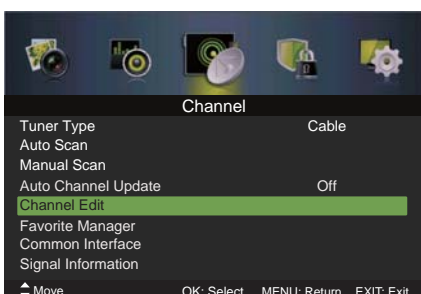 Channel
Tuner Type Cable
Auto Scan
Manual Scan
Auto Channel Update Off
Channel Edit
Favorite Manager
Common Interface
Signal Information
Move OK: Select MENU: Return EXIT: Exit